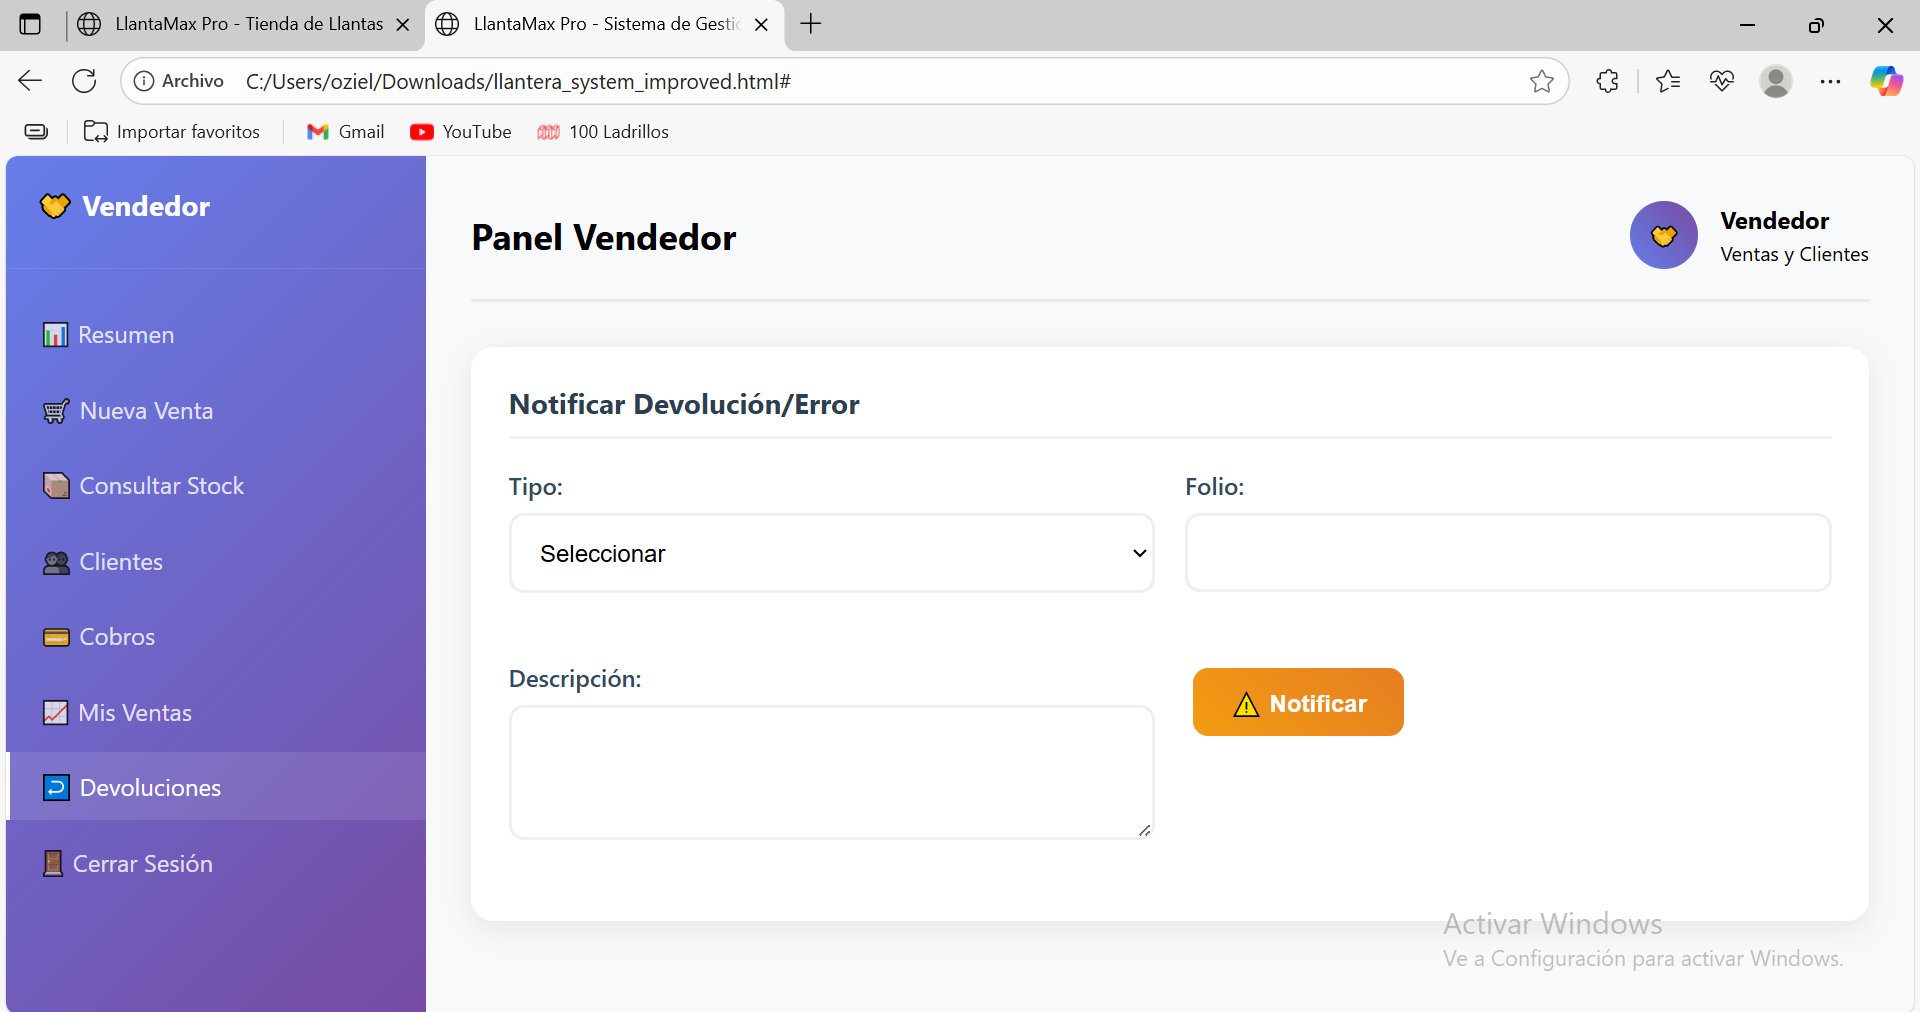 LlantaMax Pro - Tienda de Llantas
LlantaMax Pro - Sistema de Gesti
Archivo
C:/Users/oziel/Downloads/llantera_system_improved.html#
Importar favoritos
Gmail
YouTube
100 Ladrillos
Vendedor
Resumen
Nueva Venta
Consultar Stock
Clientes
Cobros
Mis Ventas
Devoluciones
Cerrar Sesión
Panel Vendedor
Vendedor
Ventas y Clientes
Notificar Devolución/Error
Tipo:
Seleccionar
Folio:
Descripción:
Notificar
Activar Windows
Ve a Configuración para activar Windows.